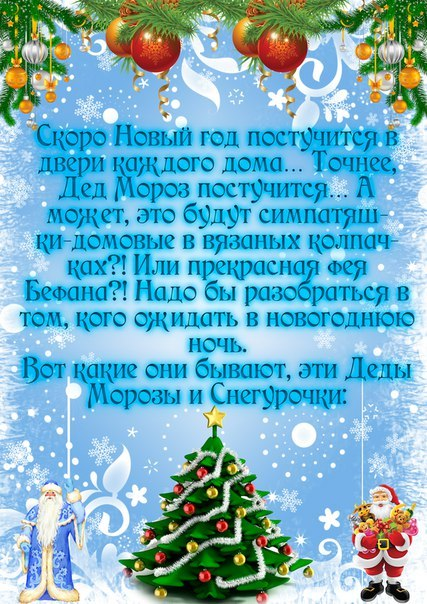 Скоро Новый год постучится в
двери каждого дома... Точнее,
Дед Мороз постучится... А
может, это будут симпатяш-
ки-домовые в вязаных колпач-
ках?! Или прекрасная фея
Бефана?! Надо бы разобраться в
том, кого ожидать в новогоднюю
ночь.
Вот какие они бывают, эти Деды
Морозы и Снегурочки: